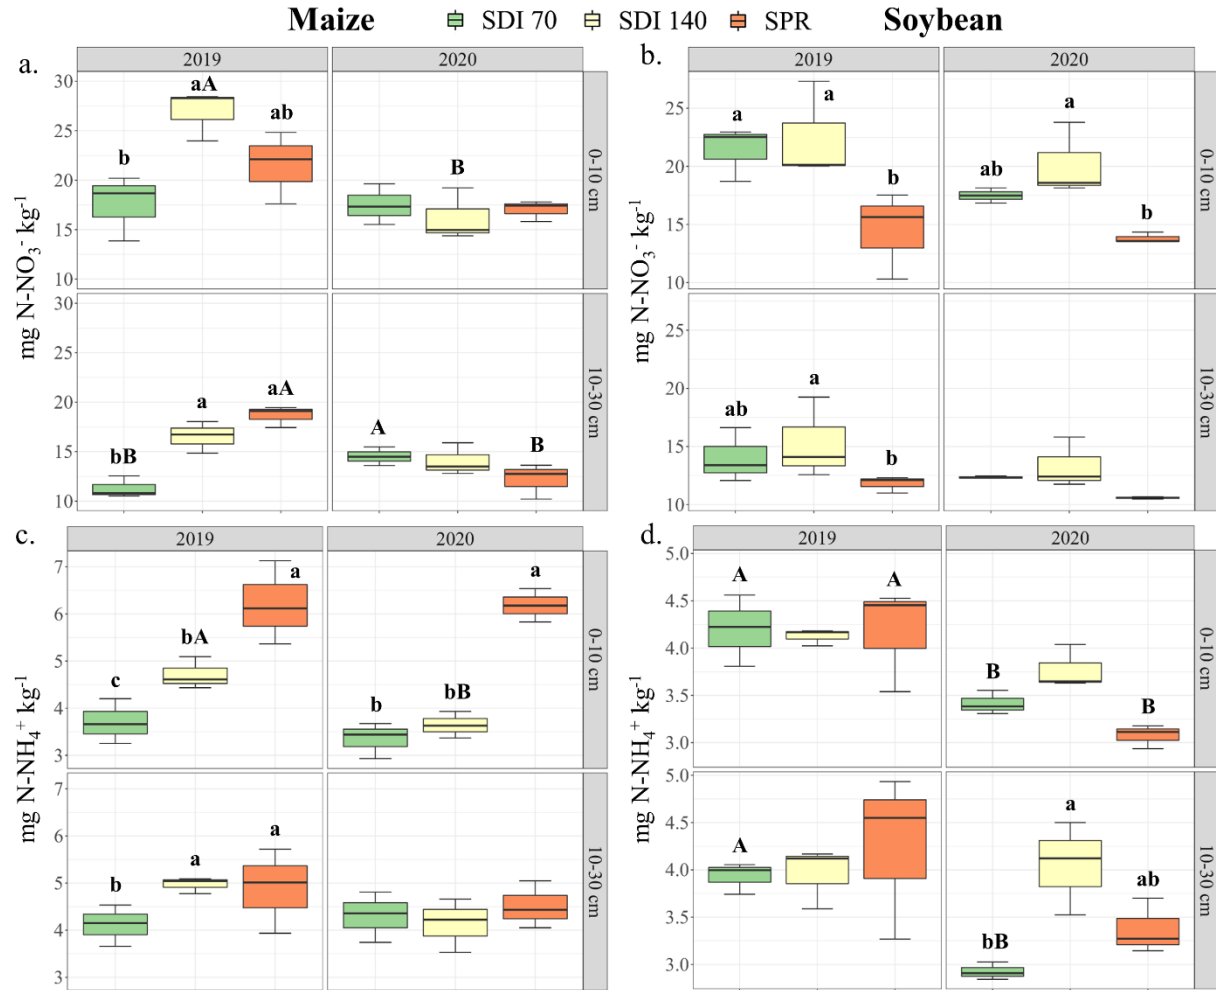 Maize SDI 70 SDI 140 SPR Soybean
a.
2019 2020
mg N-NO3- kg-1
30
25
20
15
10
b aA ab
B
0-10 cm
30
25
20
15
10
bB a aA
A B
10-30 cm
b.
2019 2020
mg N-NO3- kg-1
25
20
15
10
a a b
ab a b
0-10 cm
25
20
15
10
ab a b
10-30 cm
c.
2019 2020
mg N-NH4+ kg-1
7
6
5
4
3
c bA a
b bB a
0-10 cm
7
6
5
4
3
b a a
10-30 cm
d.
2019 2020
mg N-NH4+ kg-1
5.0
4.5
4.0
3.5
3.0
A A
B B
0-10 cm
5.0
4.5
4.0
3.5
3.0
A
bB a ab
10-30 cm